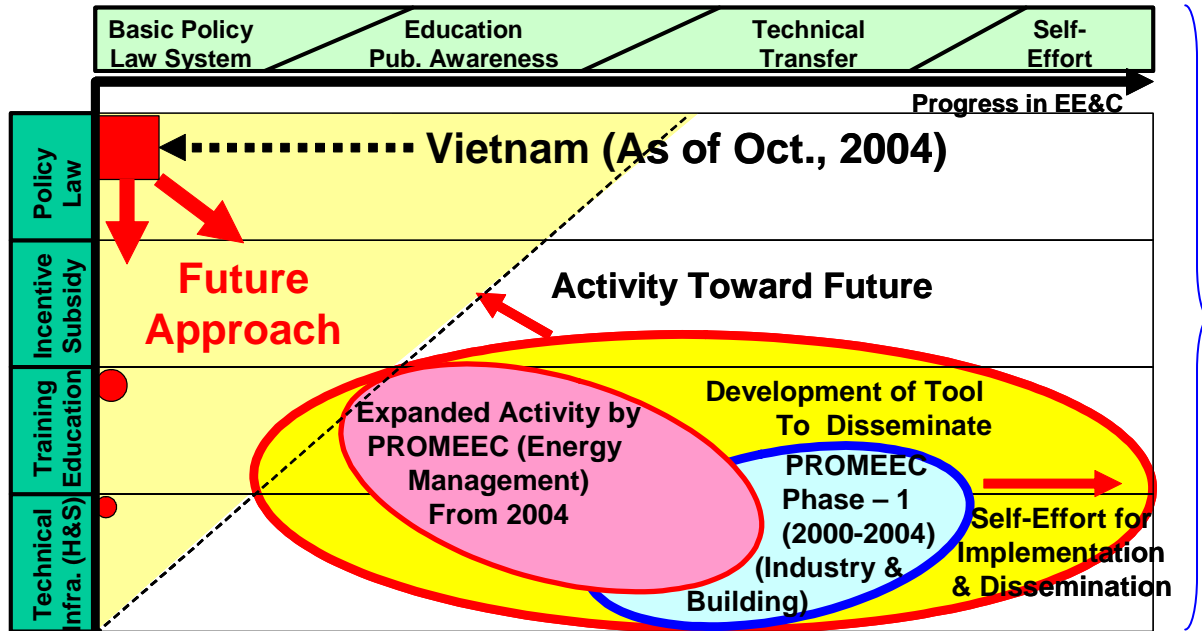 Basic Policy
Law System
Education
Pub. Awareness
Technical
Transfer
Self-
Effort
Progress in EE&C
Policy
Law
Vietnam (As of Oct., 2004)
Incentive
Subsidy
Future
Approach
Activity Toward Future
Training
Education
Expanded Activity by
PROMEEC (Energy
Management)
From 2004
Development of Tool
To Disseminate
PROMEEC
Phase – 1
(2000-2004)
(Industry &
Building)
Technical
Infra. (H&S)
Self-Effort for
Implementation
& Dissemination